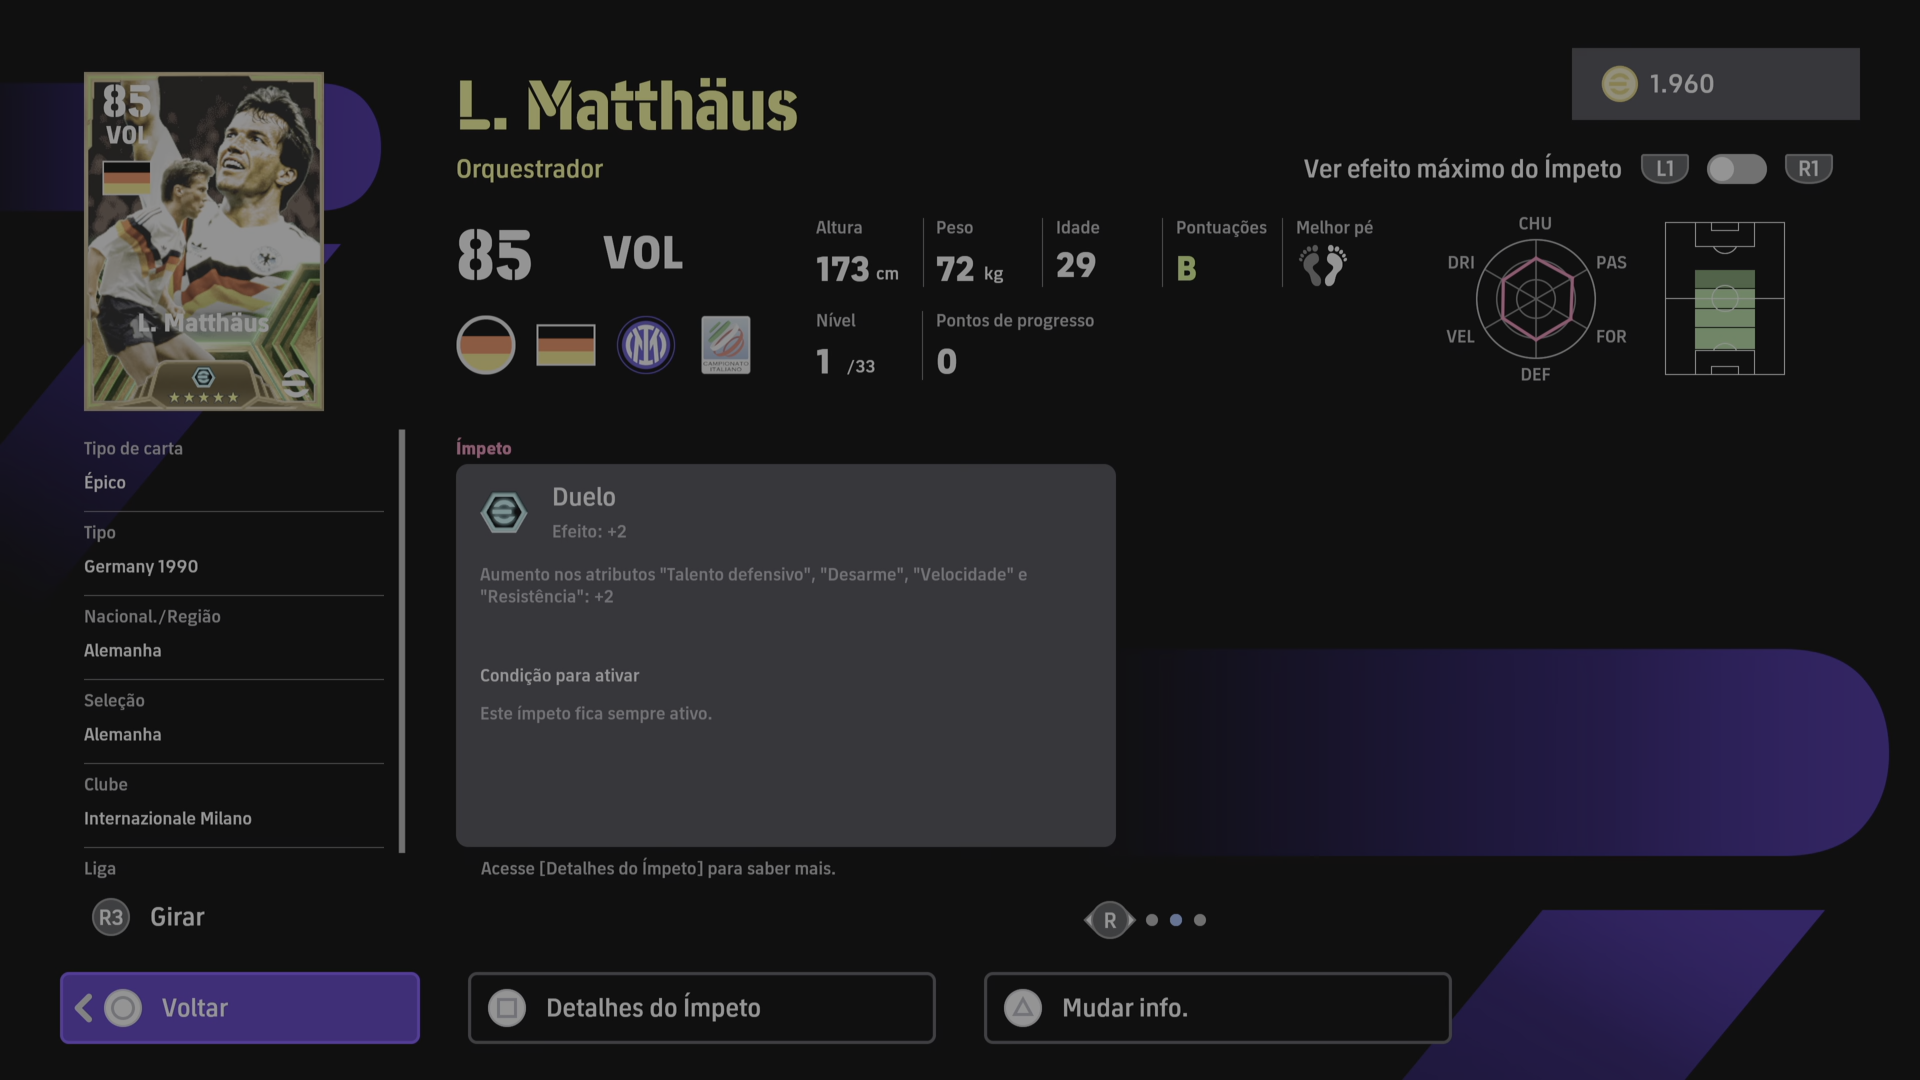 85
VOL
L. Matthäus
L. Matthäus
Orquestrador
1.960
Ver efeito máximo do Ímpeto L1 R1
85 VOL
Altura
173 cm
Peso
72 kg
Idade
29
Pontuações
B
Melhor pé
Nível
1 /33
Pontos de progresso
0
CHU
DRI PAS
VEL FOR
DEF
CAMPIONATO
ITALIANO
Tipo de carta
Épico
Tipo
Germany 1990
Nacional./Região
Alemanha
Seleção
Alemanha
Clube
Internazionale Milano
Liga
Ímpeto
Duelo
Efeito: +2
Aumento nos atributos "Talento defensivo", "Desarme", "Velocidade" e
"Resistência": +2
Condição para ativar
Este ímpeto fica sempre ativo.
Acesse [Detalhes do Ímpeto] para saber mais.
R3 Girar
R
Voltar
Detalhes do Ímpeto
Mudar info.